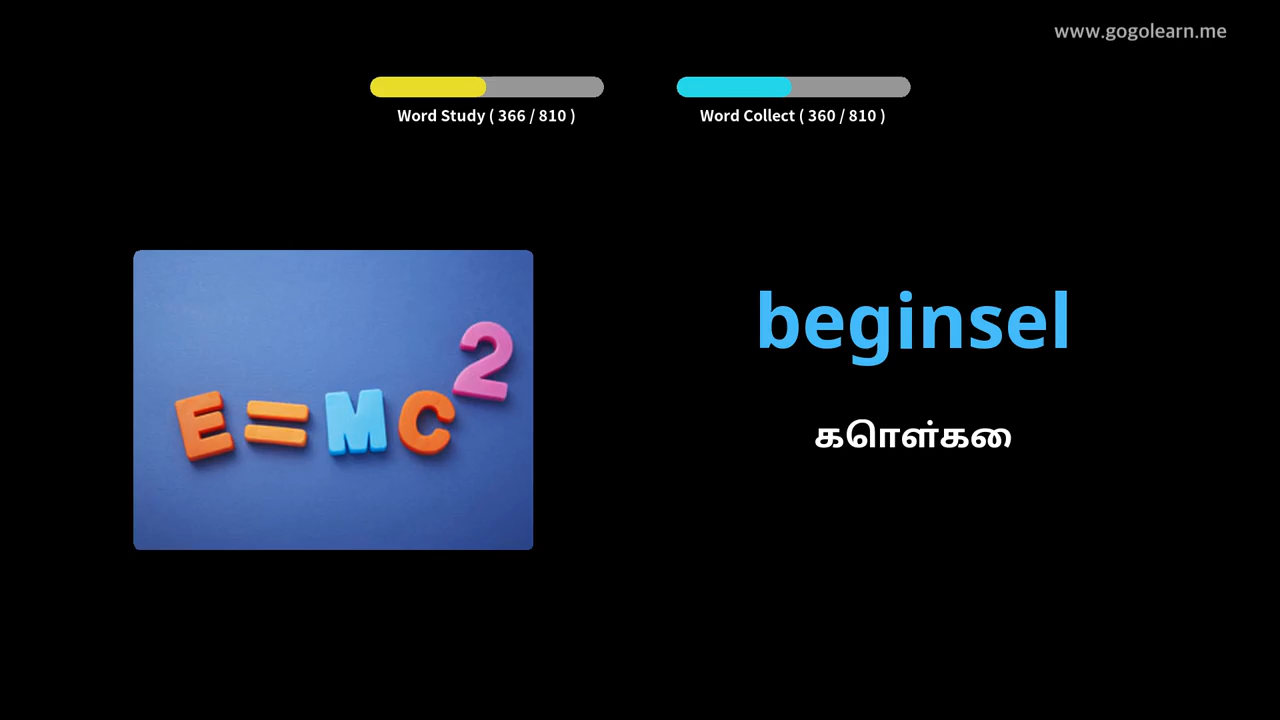 www.gogolearn.me
Word Study ( 366 / 810 )
Word Collect ( 360 / 810 )
E=MC2
beginsel
கொள்கை